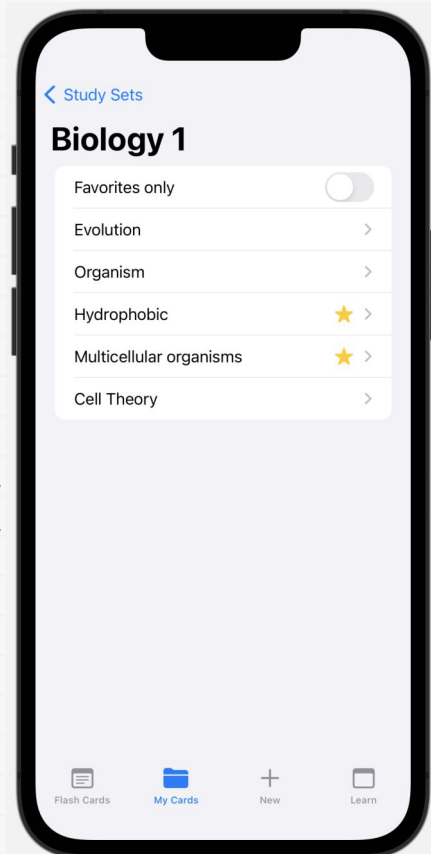 Study Sets
Biology 1
Favorites only
Evolution
Organism
Hydrophobic
Multicellular organisms
Cell Theory
Flash Cards My Cards New Learn